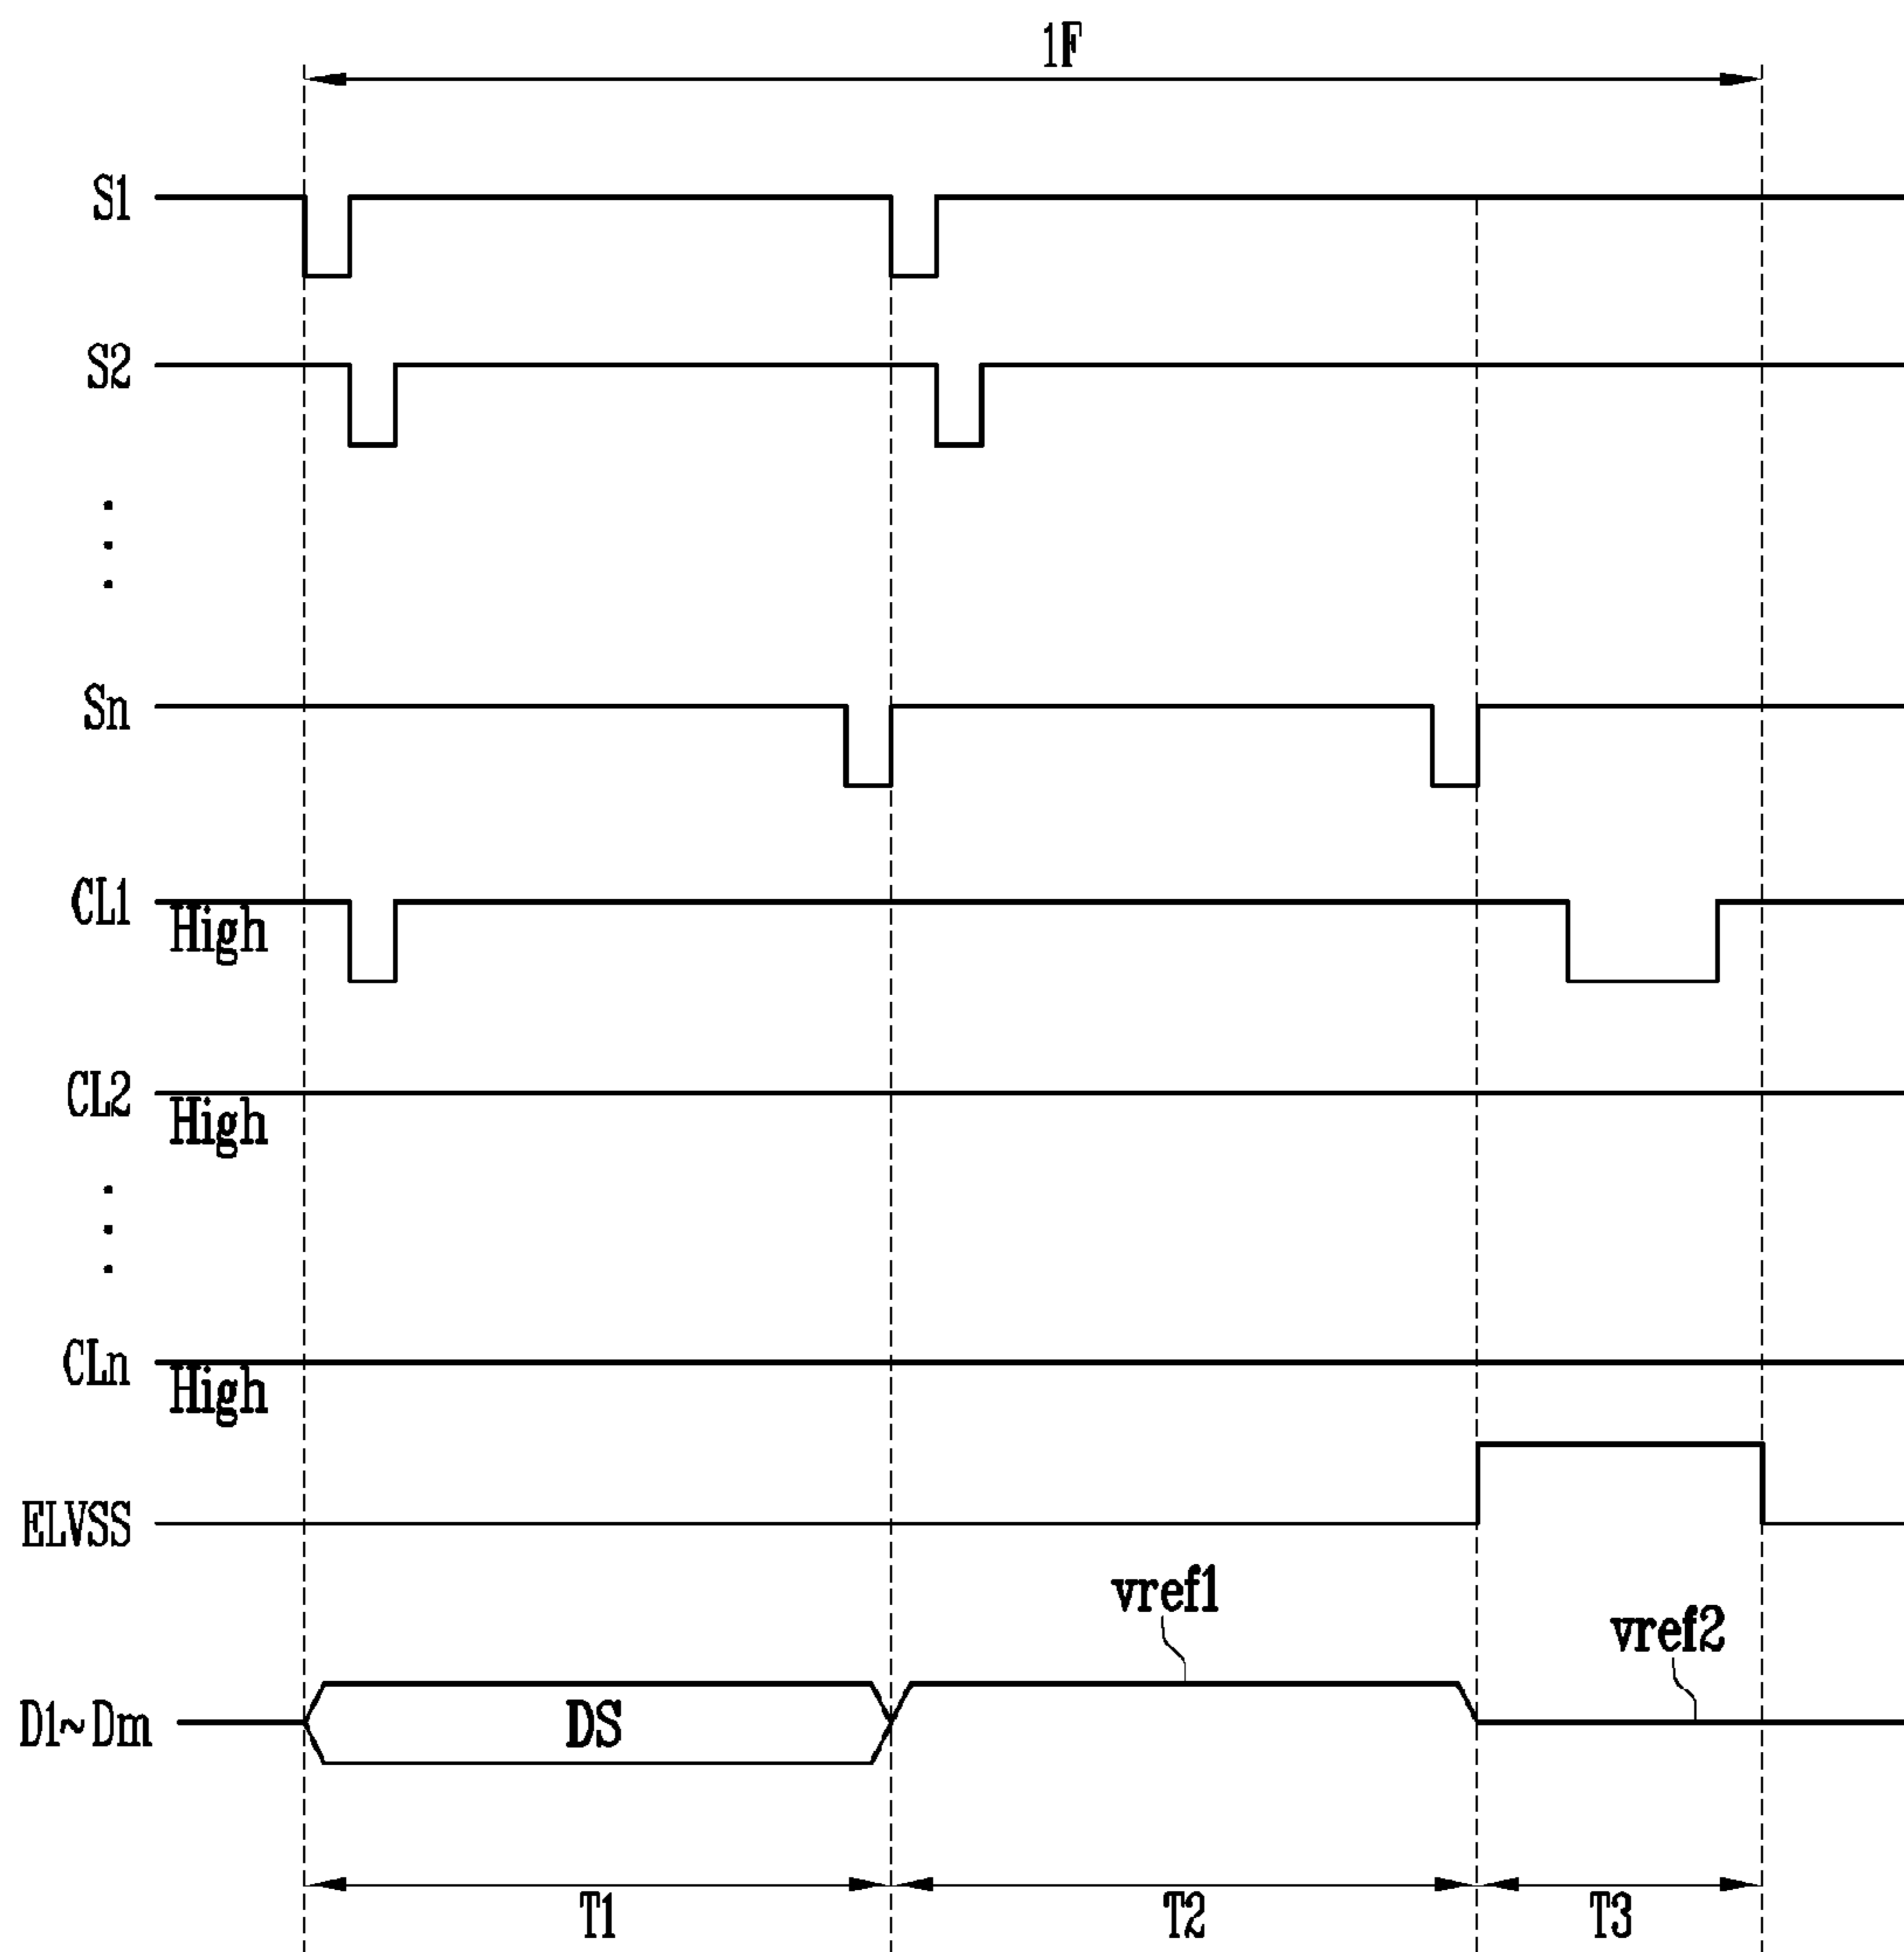 1F
S1
S2
Sn
CL1
High
CL2
High
CLn
High
ELVSS
vref1
vref2
D1~Dm
DS
T1
T2
T3